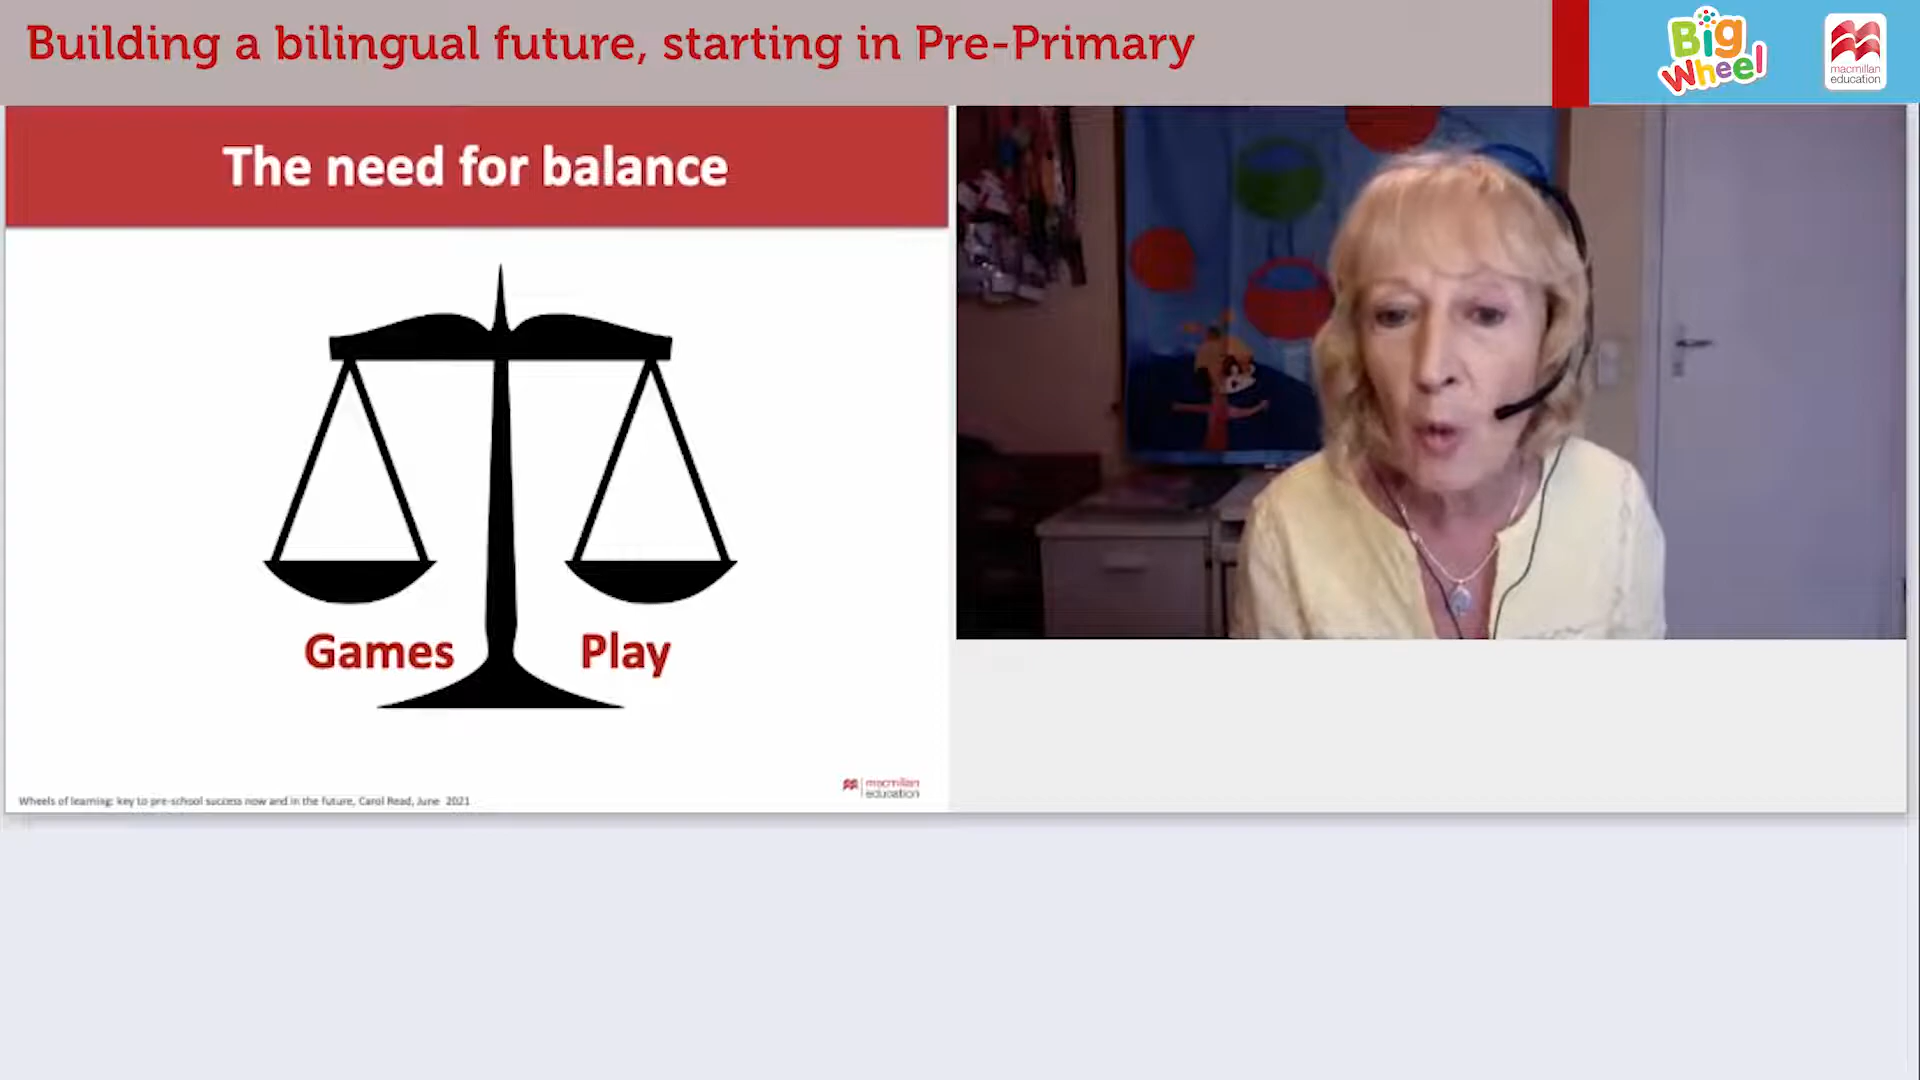 Building a bilingual future, starting in Pre-Primary
Big
Wheel
macmillan
education
The need for balance
Games
Play
macmillan
education
Wheels of learning: key to pre-school success now and in the future, Carol Read, June 2021